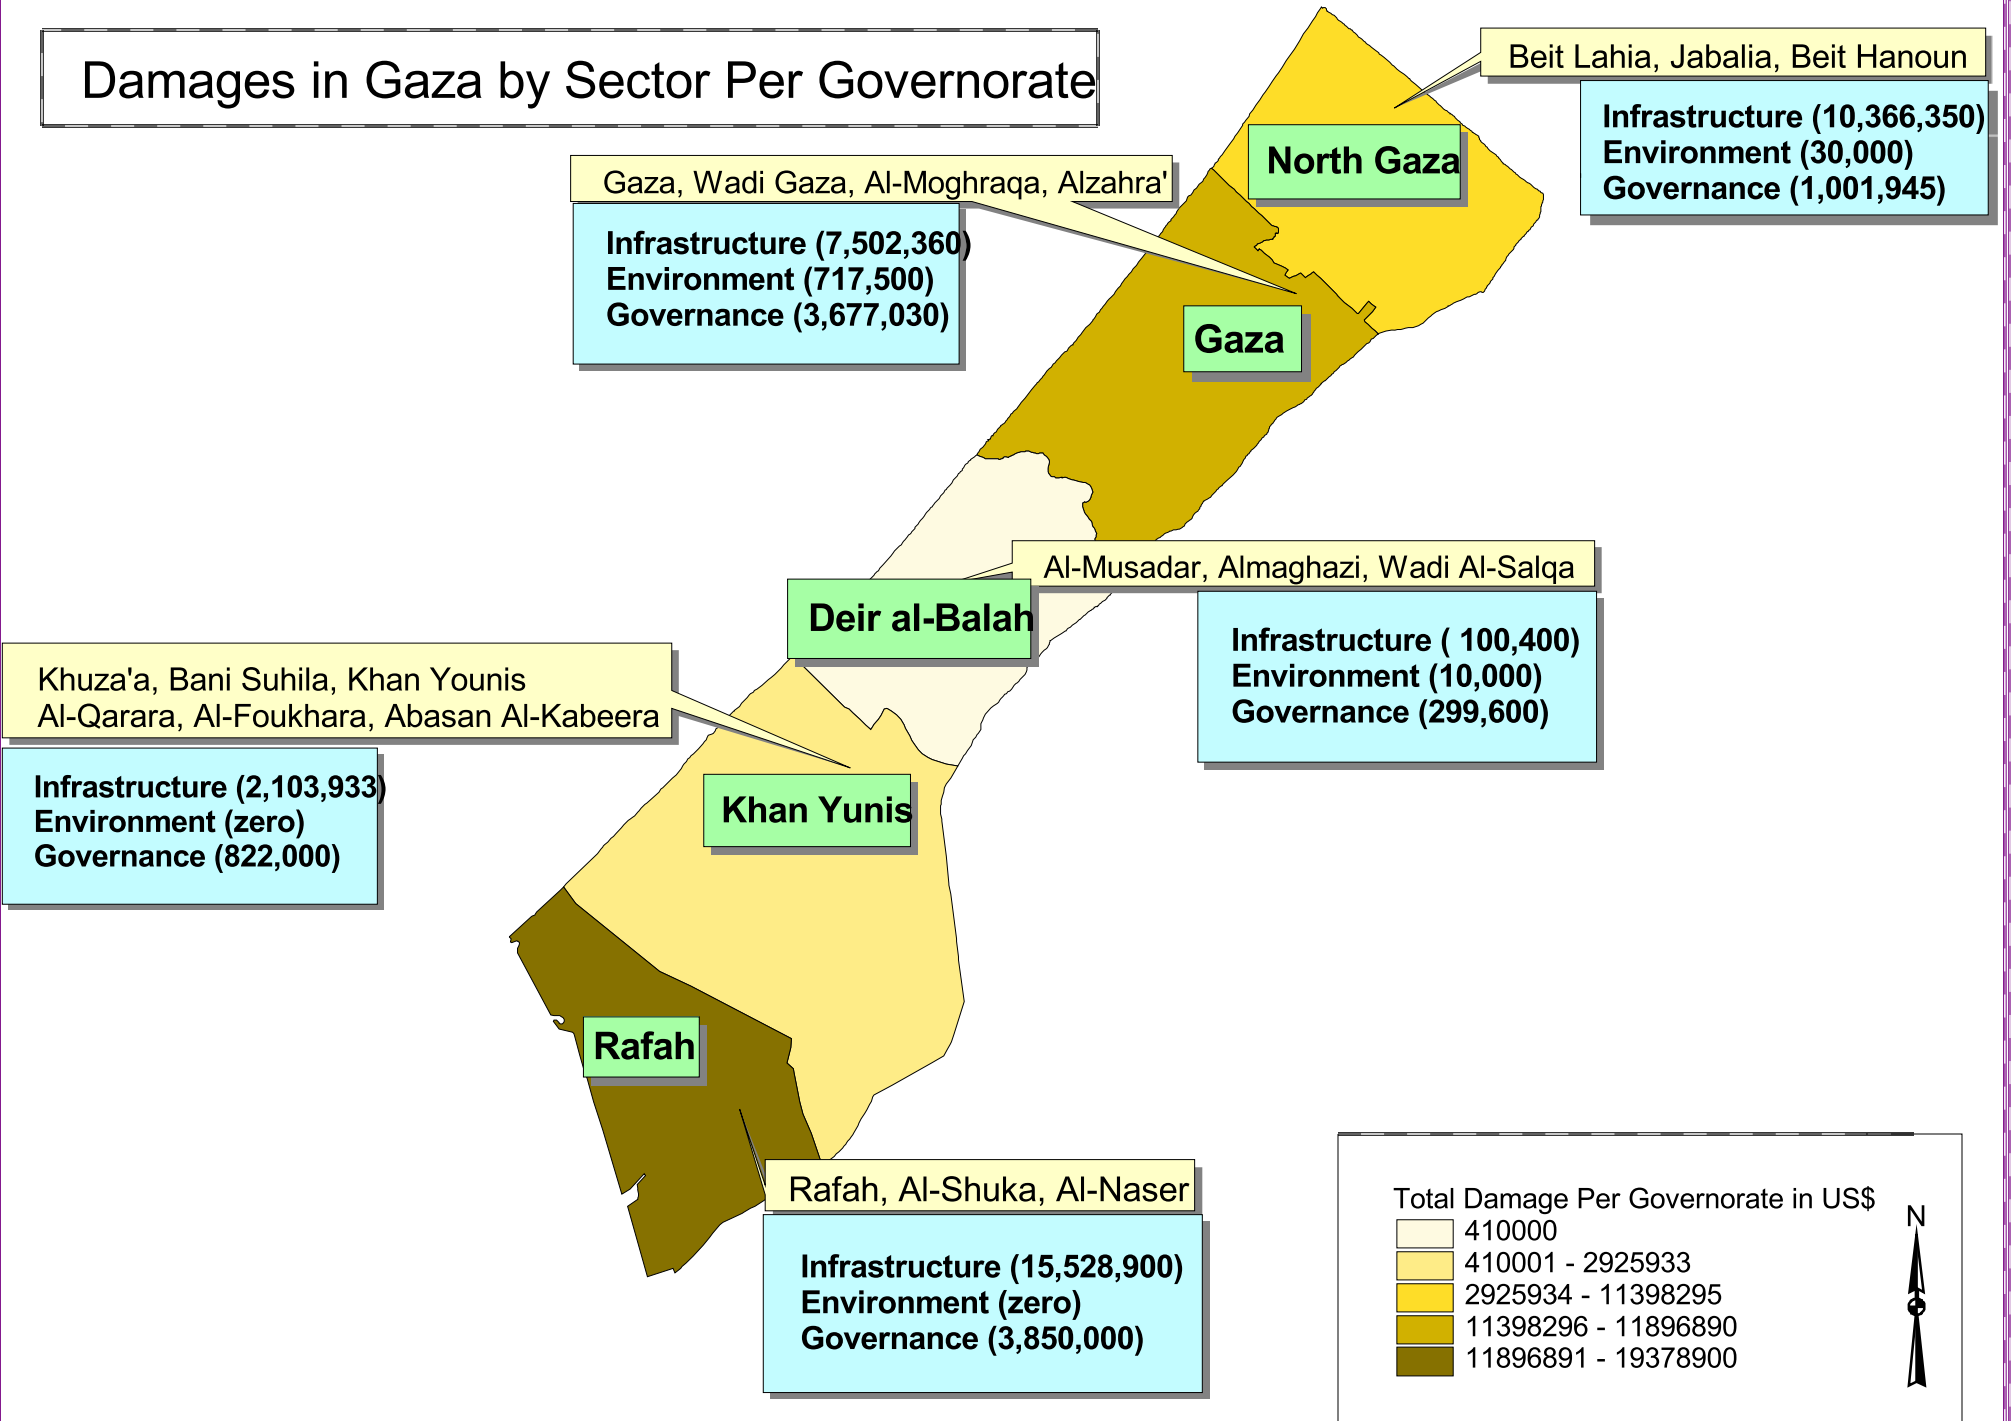 Damages in Gaza by Sector Per Governorate
Beit Lahia, Jabalia, Beit Hanoun
Infrastructure (10,366,350)
Environment (30,000)
Governance (1,001,945)
North Gaza
Gaza, Wadi Gaza, Al-Moghraqa, Alzahra'
Infrastructure (7,502,360)
Environment (717,500)
Governance (3,677,030)
Gaza
Al-Musadar, Almaghazi, Wadi Al-Salqa
Deir al-Balah
Infrastructure ( 100,400)
Environment (10,000)
Governance (299,600)
Khuza'a, Bani Suhila, Khan Younis
Al-Qarara, Al-Foukhara, Abasan Al-Kabeera
Infrastructure (2,103,933)
Environment (zero)
Governance (822,000)
Khan Yunis
Rafah
Rafah, Al-Shuka, Al-Naser
Infrastructure (15,528,900)
Environment (zero)
Governance (3,850,000)
Total Damage Per Governorate in US$
410000
410001 - 2925933
2925934 - 11398295
11398296 - 11896890
11896891 - 19378900
N